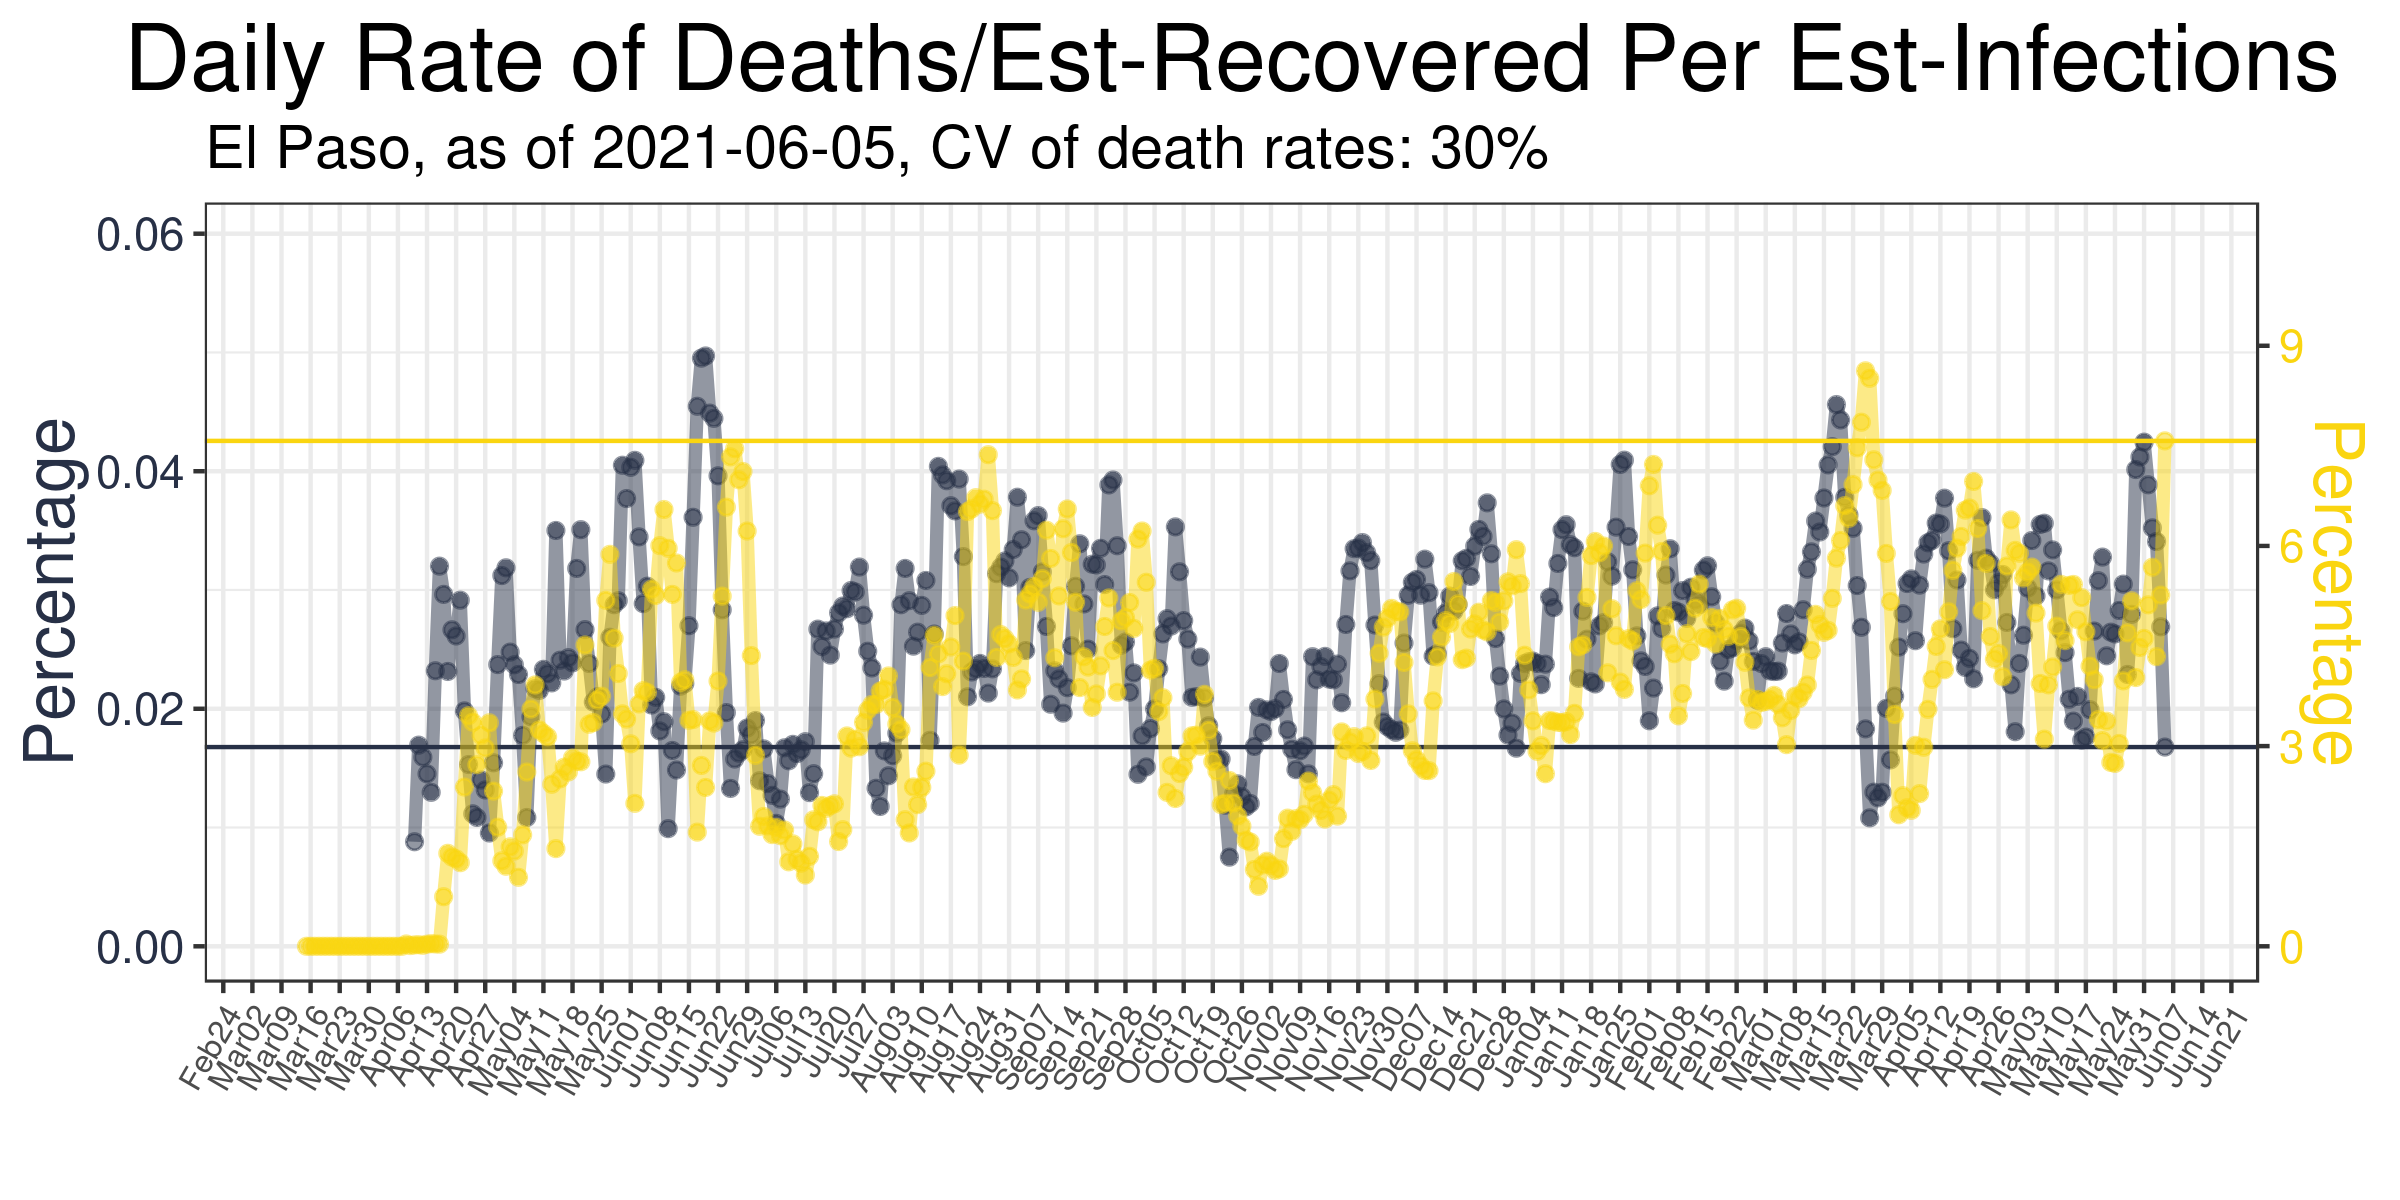 Daily Rate of Deaths/Est-Recovered Per Est-Infections
El Paso, as of 2021-06-05, CV of death rates: 30%
Percentage
0.06
0.04
0.02
0.00
9
6
3
0
Percentage
Feb24
Mar02
Mar09
Mar16
Mar23
Mar30
Apr06
Apr13
Apr20
Apr27
May04
May11
May18
May25
Jun01
Jun08
Jun15
Jun22
Jun29
Jul06
Jul13
Jul20
Jul27
Aug03
Aug10
Aug17
Aug24
Aug31
Sep07
Sep14
Sep21
Sep28
Oct05
Oct12
Oct19
Oct26
Nov02
Nov09
Nov16
Nov23
Nov30
Dec07
Dec14
Dec21
Dec28
Jan04
Jan11
Jan18
Jan25
Feb01
Feb08
Feb15
Feb22
Mar01
Mar08
Mar15
Mar22
Mar29
Apr05
Apr12
Apr19
Apr26
May03
May10
May17
May24
May31
Jun07
Jun14
Jun21